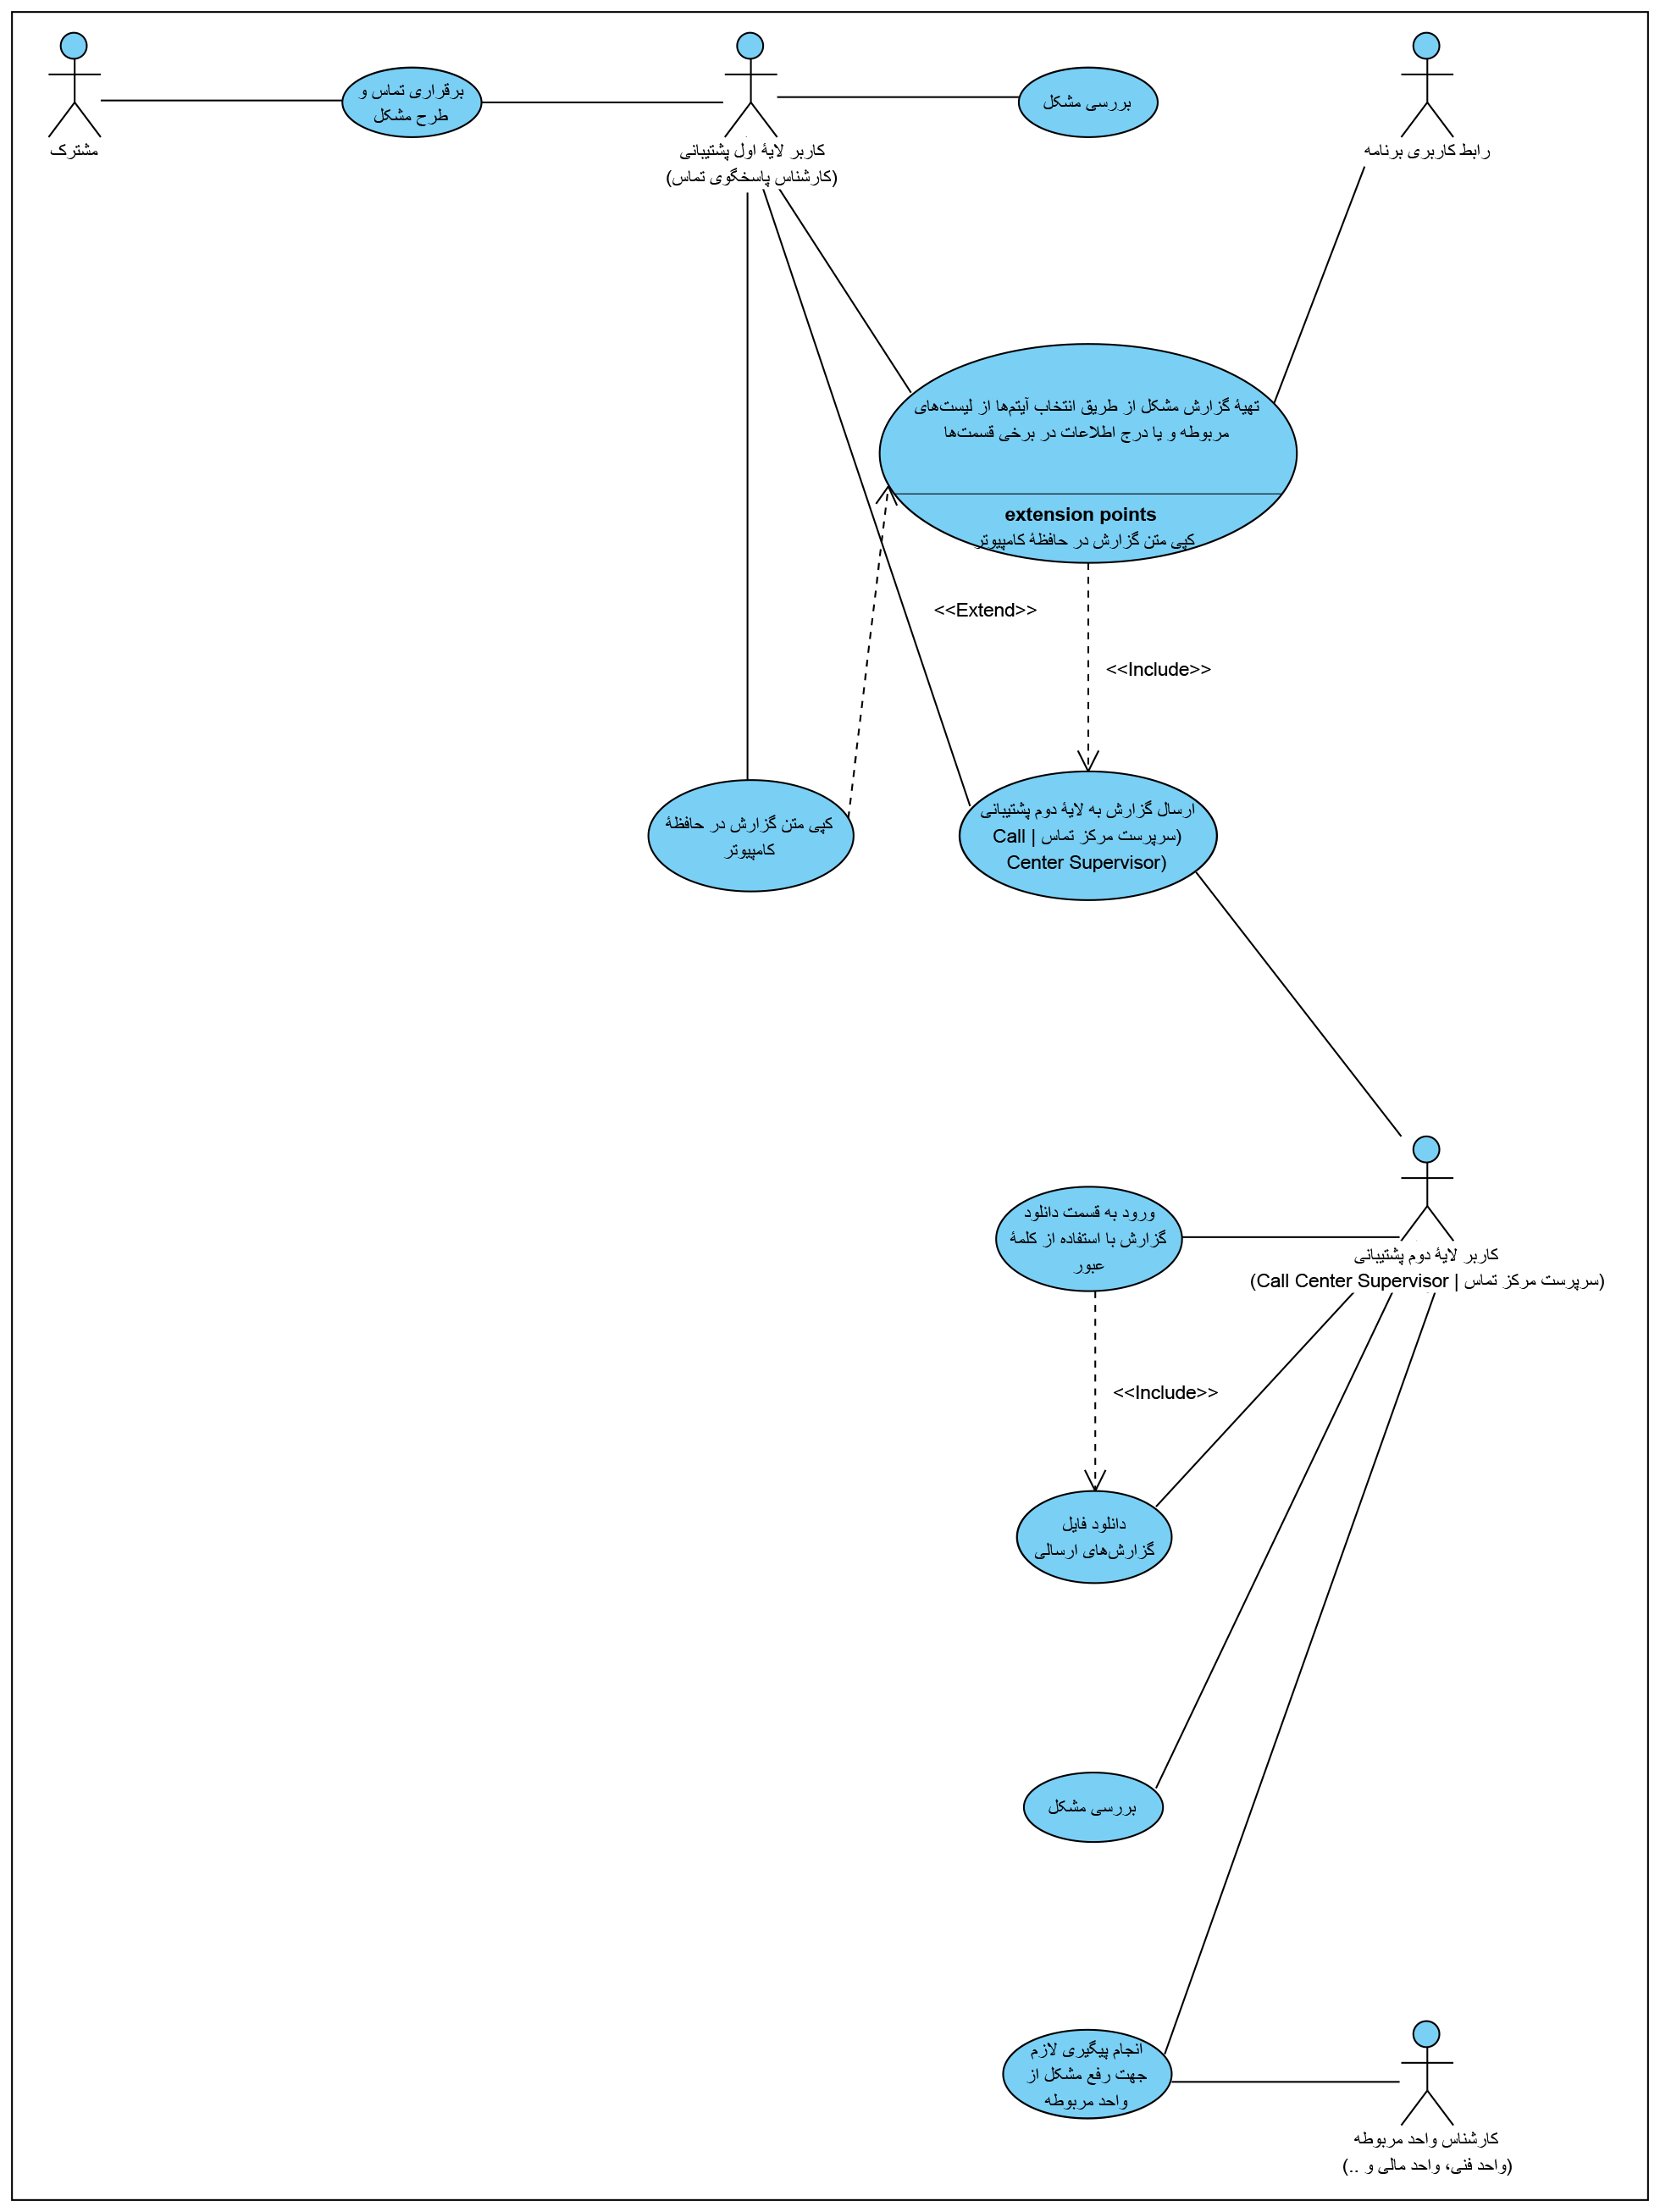 مشترک
برقراری تماس و
طرح مشکل
کاربر لایهٔ اول پشتیبانی
(کارشناس پاسخگوی تماس)
بررسی مشکل
رابط کاربری برنامه
تهیهٔ گزارش مشکل از طریق انتخاب آیتم‌ها از لیست‌های
مربوطه و یا درج اطلاعات در برخی قسمت‌ها
extension points
کپی متن گزارش در حافظهٔ کامپیوتر
<<Extend>>
<<Include>>
کپی متن گزارش در حافظهٔ
کامپیوتر
ارسال گزارش به لایهٔ دوم پشتیبانی
(سرپرست مرکز تماس | Call
Center Supervisor)
ورود به قسمت دانلود
گزارش با استفاده از کلمهٔ
عبور
کاربر لایهٔ دوم پشتیبانی
(سرپرست مرکز تماس | Call Center Supervisor)
<<Include>>
دانلود فایل
گزارش‌های ارسالی
بررسی مشکل
انجام پیگیری لازم
جهت رفع مشکل از
واحد مربوطه
کارشناس واحد مربوطه
(واحد فنی، واحد مالی و ..)